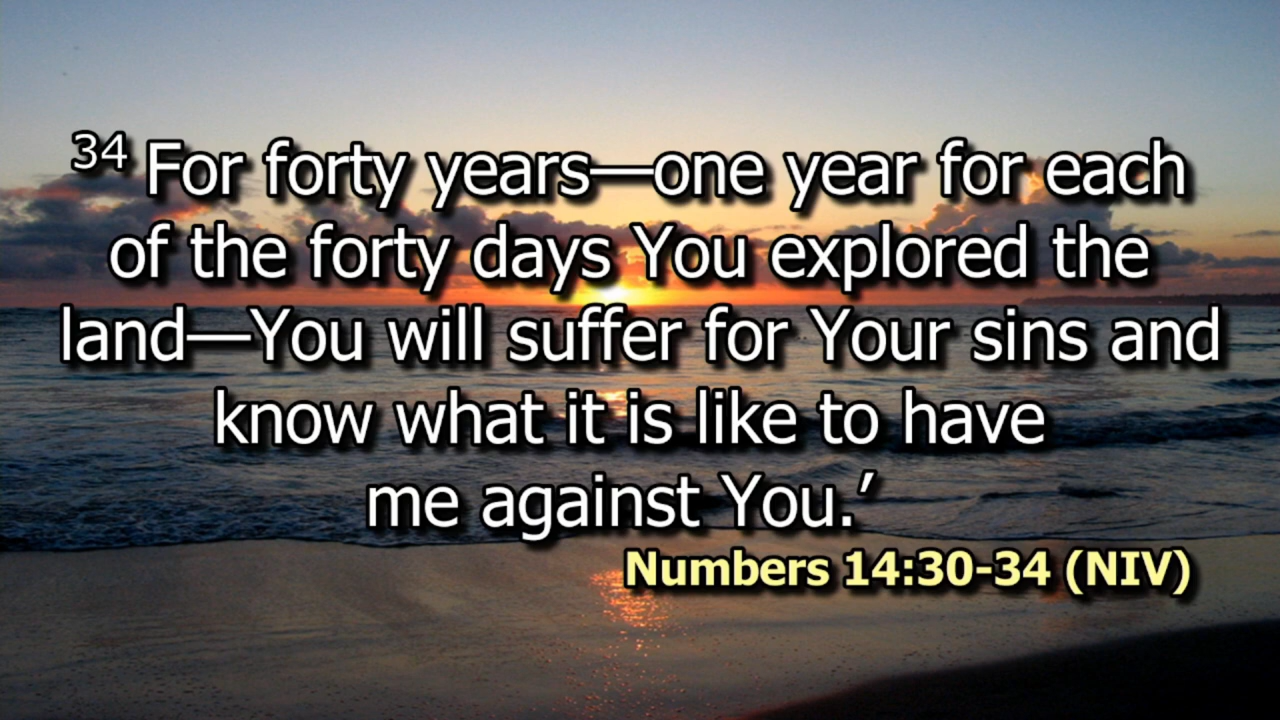 34 For forty years—one year for each
of the forty days You explored the
land—You will suffer for Your sins and
know what it is like to have
me against You.’
Numbers 14:30-34 (NIV)